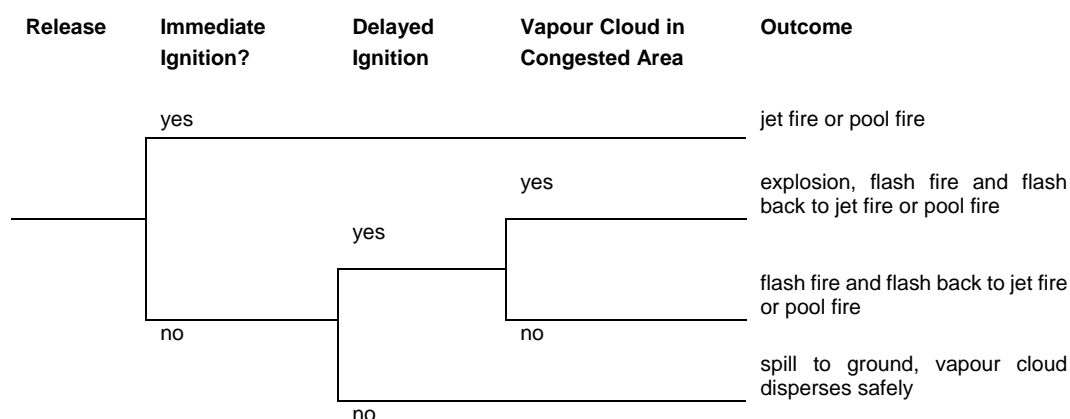 Release
Immediate
Ignition?
Delayed
Ignition
Vapour Cloud in
Congested Area
Outcome
yes
jet fire or pool fire
yes
explosion, flash fire and flash
back to jet fire or pool fire
yes
flash fire and flash back to jet fire
or pool fire
no
no
spill to ground, vapour cloud
disperses safely
no